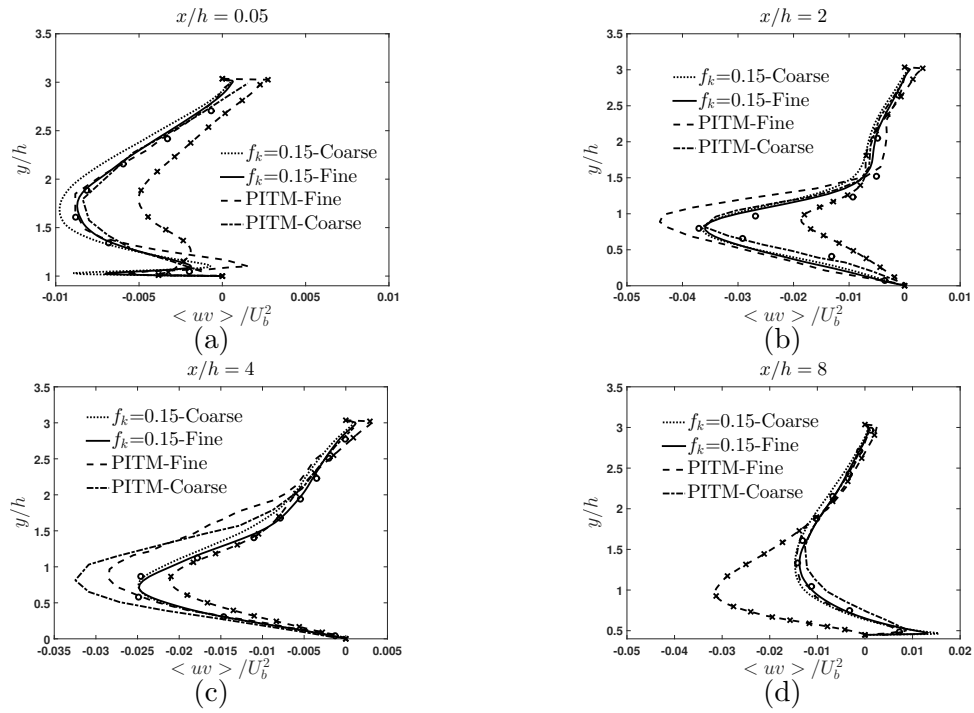 x/h = 0.05
3.5
3
2.5
2
1.5
1
y/h
f_k=0.15-Coarse
f_k=0.15-Fine
PITM-Fine
PITM-Coarse
-0.01
-0.005
0
0.005
0.01
< uv > /U_b^2
(a)
x/h = 2
3.5
3
2.5
2
1.5
1
0.5
0
y/h
f_k=0.15-Coarse
f_k=0.15-Fine
PITM-Fine
PITM-Coarse
-0.05
-0.04
-0.03
-0.02
-0.01
0
0.01
< uv > /U_b^2
(b)
x/h = 4
3.5
3
2.5
2
1.5
1
0.5
0
y/h
f_k=0.15-Coarse
f_k=0.15-Fine
PITM-Fine
PITM-Coarse
-0.035
-0.03
-0.025
-0.02
-0.015
-0.01
-0.005
0
0.005
< uv > /U_b^2
(c)
x/h = 8
3.5
3
2.5
2
1.5
1
0.5
y/h
f_k=0.15-Coarse
f_k=0.15-Fine
PITM-Fine
PITM-Coarse
-0.04
-0.03
-0.02
-0.01
0
0.01
0.02
< uv > /U_b^2
(d)